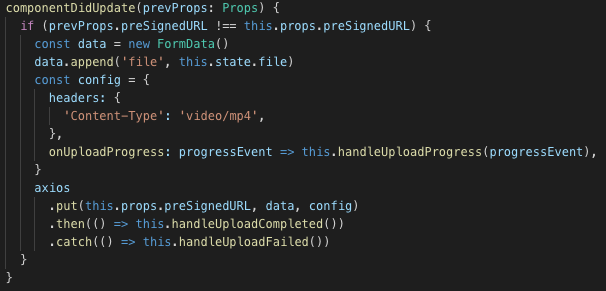 componentDidUpdate(prevProps: Props) {
  if (prevProps.preSignedURL !== this.props.preSignedURL) {
    const data = new FormData()
    data.append('file', this.state.file)
    const config = {
      headers: {
        'Content-Type': 'video/mp4',
      },
      onUploadProgress: progressEvent => this.handleUploadProgress(progressEvent),
    }
    axios
      .put(this.props.preSignedURL, data, config)
      .then(() => this.handleUploadCompleted())
      .catch(() => this.handleUploadFailed())
  }
}